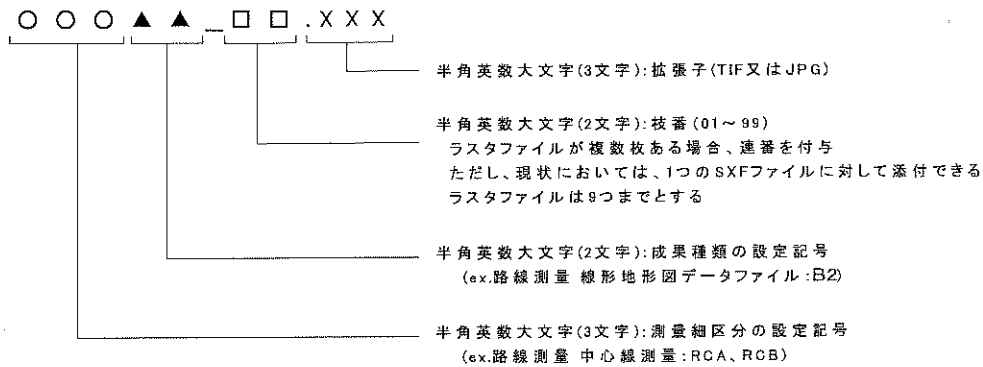 ○○○▲▲_□□.XXX
半角英数大文字(3文字):拡張子(TIF又はJPG)
半角英数大文字(2文字):枝番(01~99)
ラスタファイルが複数枚ある場合、連番を付与
ただし、現状においては、1つのSXFファイルに対して添付できる
ラスタファイルは9つまでとする
半角英数大文字(2文字):成果種類の設定記号
(ex.路線測量 線形地形図データファイル:B2)
半角英数大文字(3文字):測量細区分の設定記号
(ex.路線測量 中心線測量:RCA、RCB)